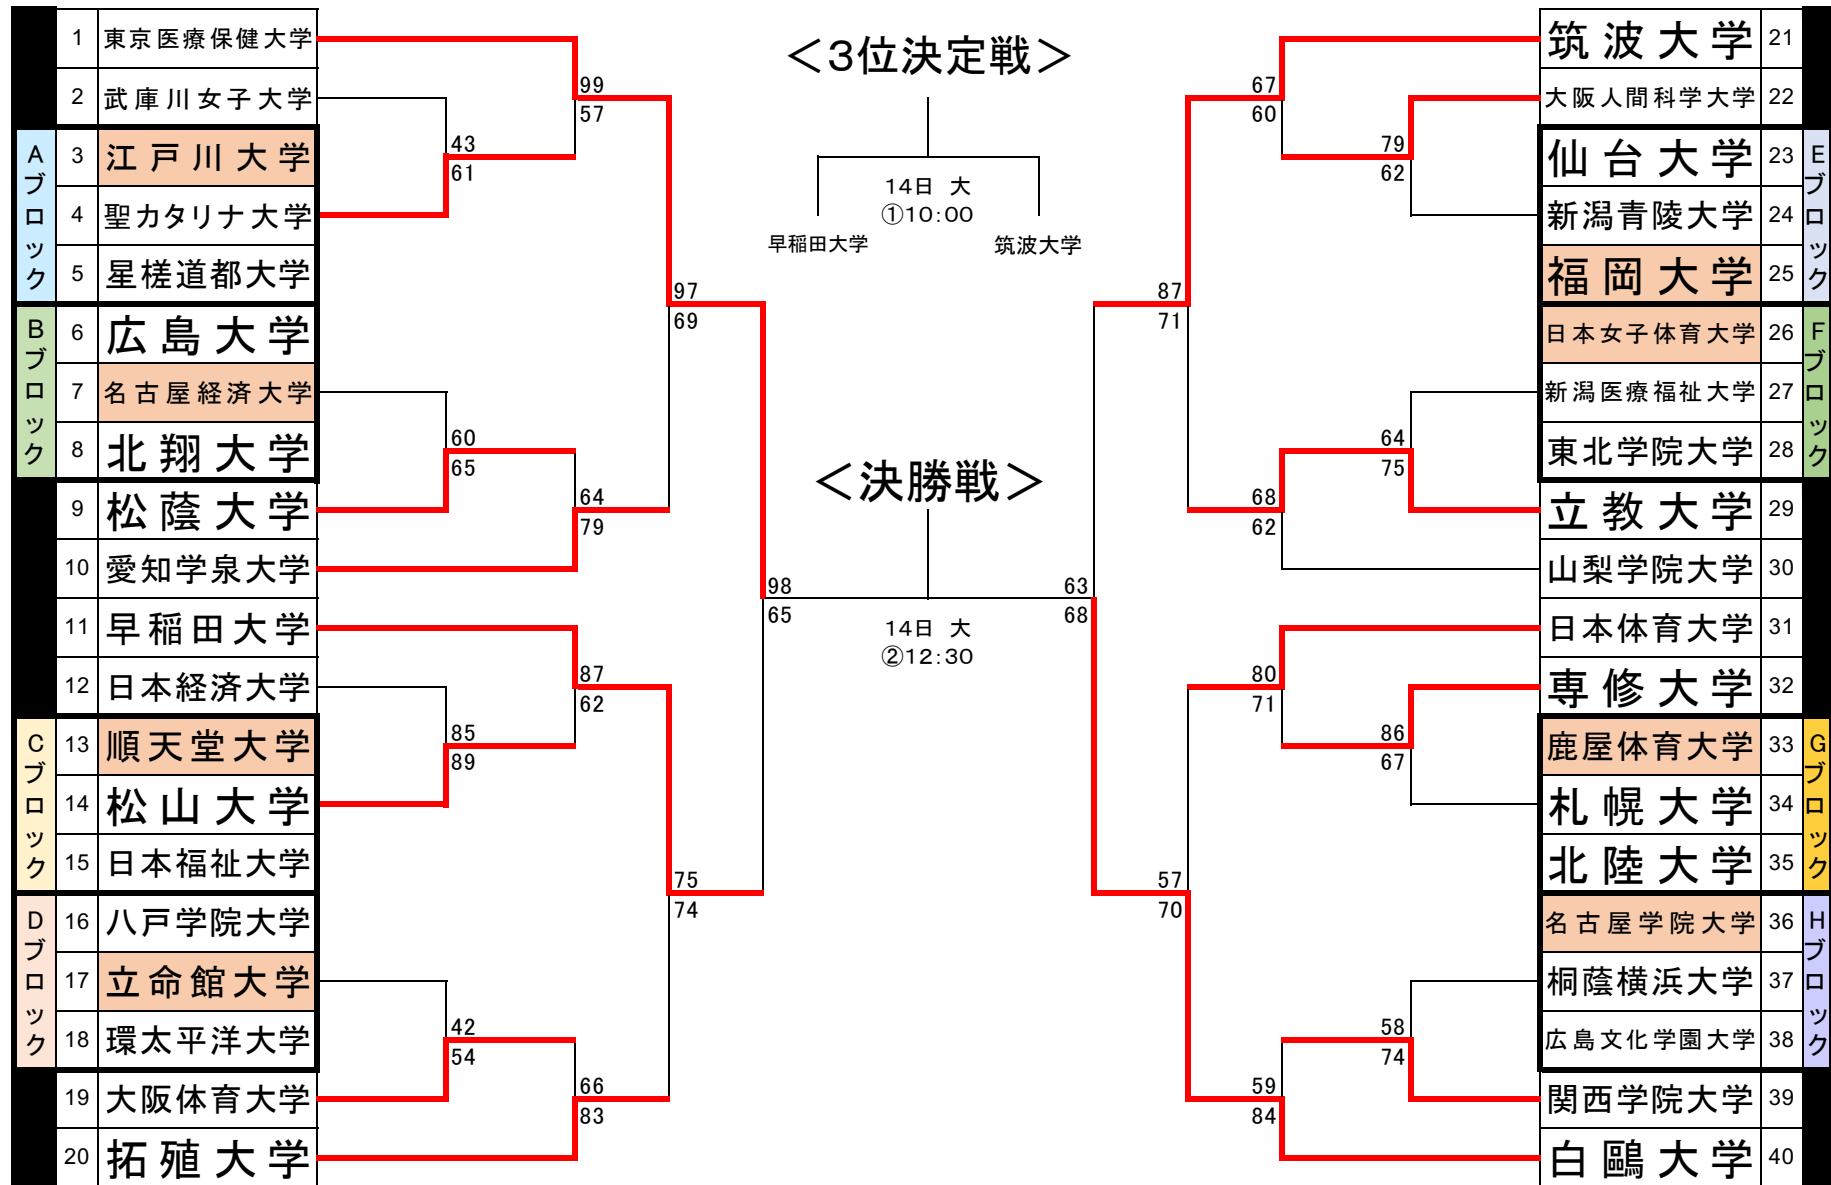 1 東京医療保健大学
2 武庫川女子大学
Aブロック
3 江戸川大学
4 聖カタリナ大学
5 星槎道都大学
Bブロック
6 広島大学
7 名古屋経済大学
8 北翔大学
9 松蔭大学
10 愛知学泉大学
11 早稲田大学
12 日本経済大学
Cブロック
13 順天堂大学
14 松山大学
15 日本福祉大学
Dブロック
16 八戸学院大学
17 立命館大学
18 環太平洋大学
19 大阪体育大学
20 拓殖大学
99
57
43
61
97
69
60
65
64
79
98
65
87
62
85
89
75
74
42
54
66
83
＜3位決定戦＞
14日 大
①10:00
早稲田大学
筑波大学
＜決勝戦＞
14日 大
②12:30
67
60
79
62
87
71
64
75
68
62
63
68
80
71
86
67
57
70
58
74
59
84
筑波大学 21
大阪人間科学大学 22
Eブロック
仙台大学 23
新潟青陵大学 24
福岡大学 25
Fブロック
日本女子体育大学 26
新潟医療福祉大学 27
東北学院大学 28
立教大学 29
山梨学院大学 30
日本体育大学 31
専修大学 32
Gブロック
鹿屋体育大学 33
札幌大学 34
北陸大学 35
Hブロック
名古屋学院大学 36
桐蔭横浜大学 37
広島文化学園大学 38
関西学院大学 39
白鷗大学 40